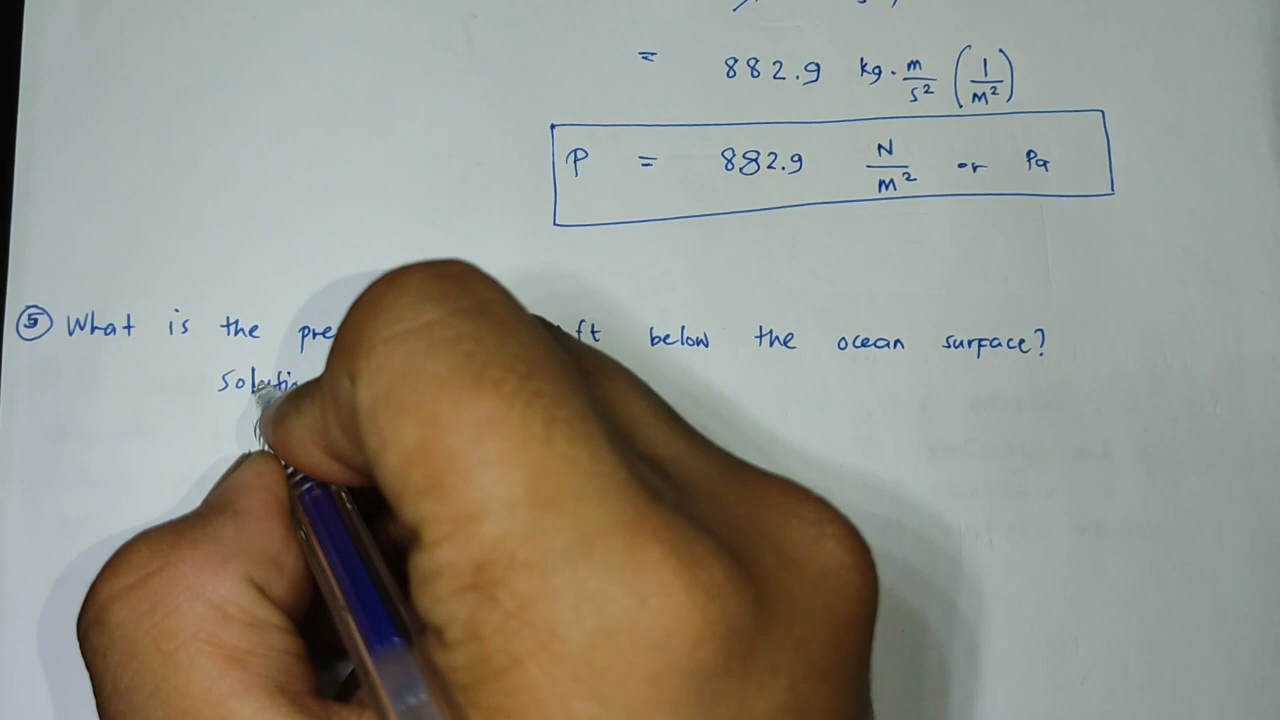 = 882.9 kg · m/s² (1/m²)
P = 882.9 N/m² or Pa
⑤ What is the pre ft below the ocean surface?